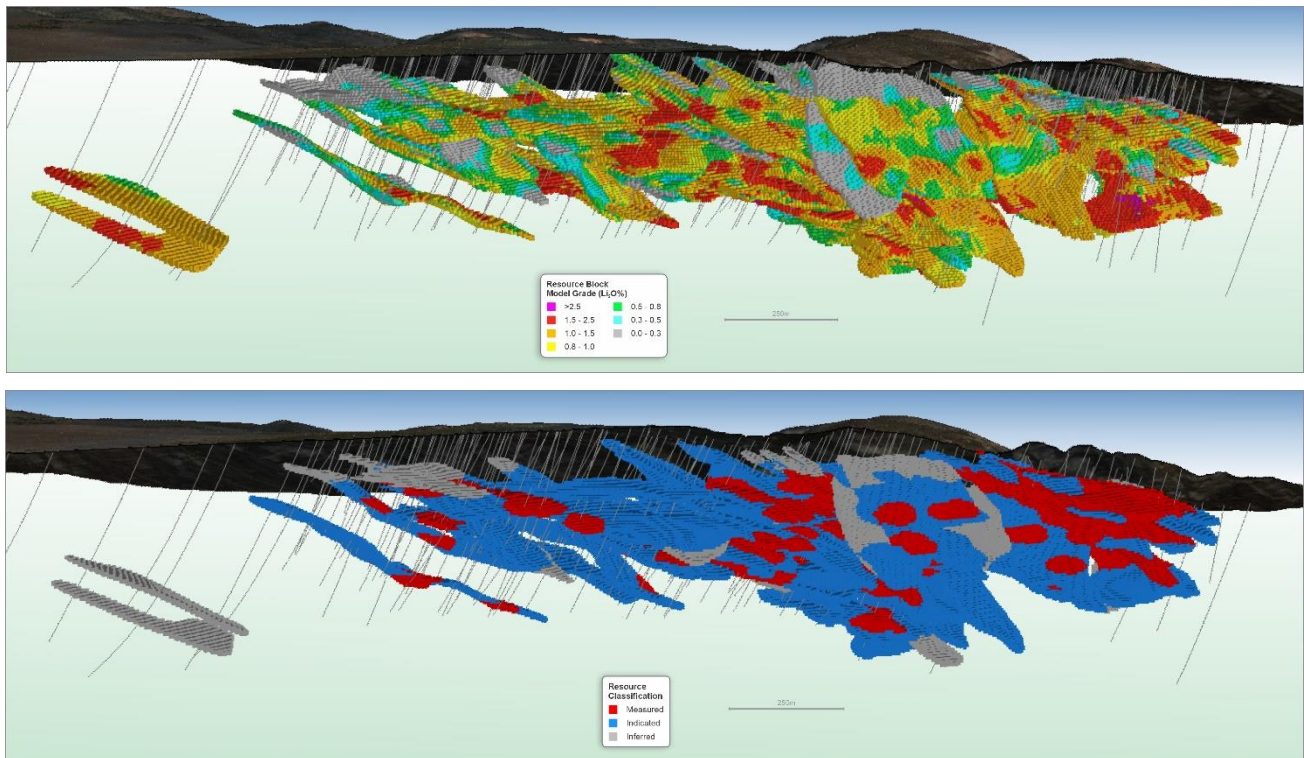 Resource Block
Model Grade (Li₂O%)
>2.5
0.5 - 0.8
1.5 - 2.5
0.3 - 0.5
1.0 - 1.5
0.0 - 0.3
0.8 - 1.0
250m
Resource
Classification
Measured
Indicated
Inferred
250m